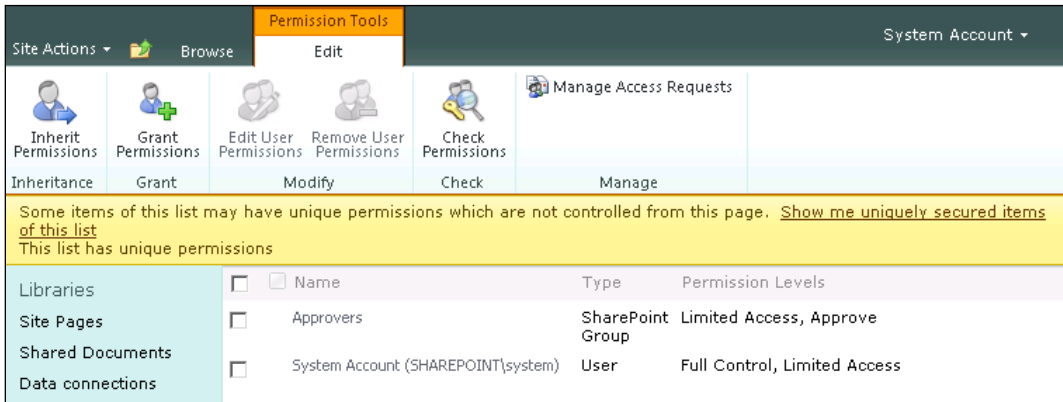 Permission Tools
Site Actions Browse Edit System Account
Manage Access Requests
Inherit Grant Edit User Remove User Check
Permissions Permissions Permissions Permissions Permissions
Inheritance Grant Modify Check Manage
Some items of this list may have unique permissions which are not controlled from this page. Show me uniquely secured items
of this list
This list has unique permissions
Libraries
Site Pages
Shared Documents
Data connections
Name Type Permission Levels
Approvers SharePoint Limited Access, Approve
Group
System Account (SHAREPOINT\system) User Full Control, Limited Access